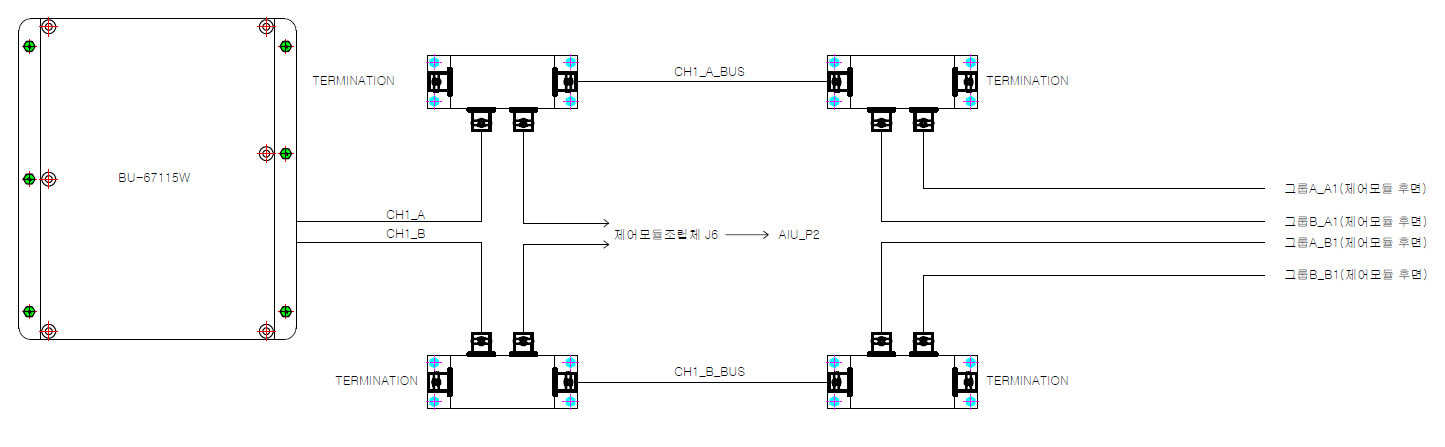 TERMINATION
CH1_A_BUS
TERMINATION
BU-67115W
그룹A_A1(제어모듈 후면)
CH1_A
그룹B_A1(제어모듈 후면)
CH1_B
제어모듈조립체 J6
AIU_P2
그룹A_B1(제어모듈 후면)
그룹B_B1(제어모듈 후면)
TERMINATION
CH1_B_BUS
TERMINATION